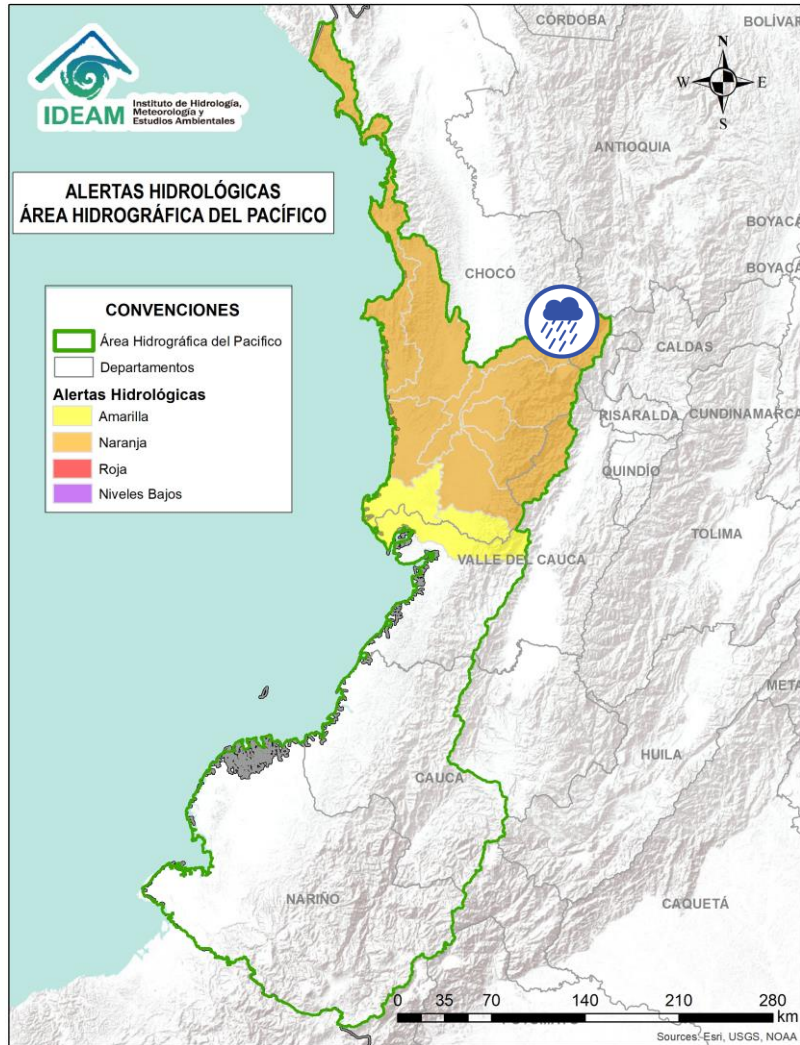 IDEAM
Instituto de Hidrología,
Meteorología y
Estudios Ambientales
ALERTAS HIDROLÓGICAS
ÁREA HIDROGRÁFICA DEL PACÍFICO
CONVENCIONES
Área Hidrográfica del Pacifico
Departamentos
Alertas Hidrológicas
Amarilla
Naranja
Roja
Niveles Bajos
N
W
E
S
CÓRDOBA
BOLÍVAR
ANTIOQUIA
BOYACÁ
BOYACÁ
CHOCÓ
CALDAS
RISARALDA
CUNDINAMARCA
QUINDÍO
TOLIMA
VALLE DEL CAUCA
META
HUILA
CAUCA
NARIÑO
CAQUETÁ
0 35 70 140 210 280
km
Sources: Esri, USGS, NOAA